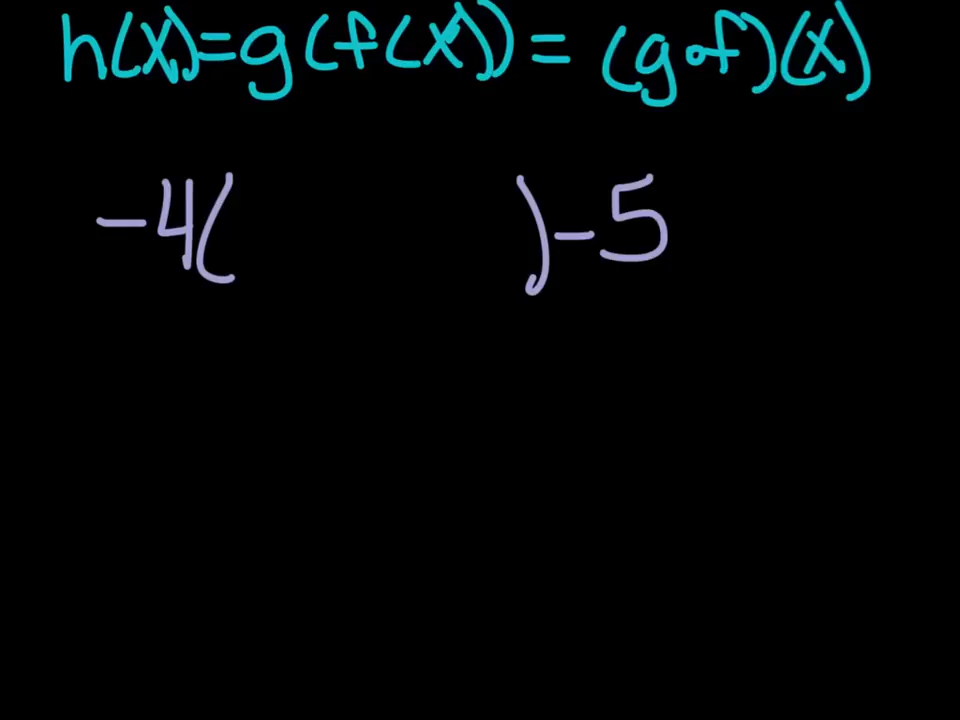 h(x)=g(f(x)) = (g∘f)(x)
-4( )-5